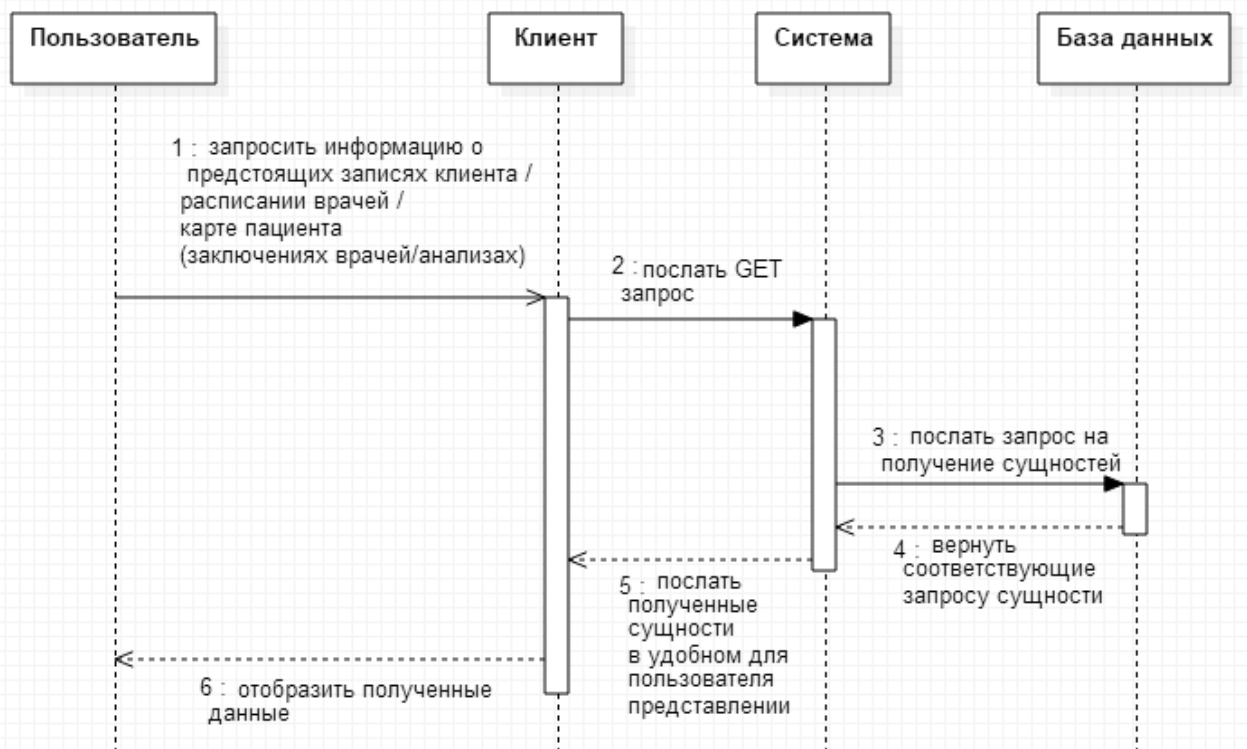 Пользователь
Клиент
Система
База данных
1 : запросить информацию о
предстоящих записях клиента /
расписании врачей /
карте пациента
(заключениях врачей/анализах)
2 : послать GET
запрос
3 : послать запрос на
получение сущностей
4 : вернуть
соответствующие
запросу сущности
5 : послать
полученные
сущности
в удобном для
пользователя
представлении
6 : отобразить полученные
данные